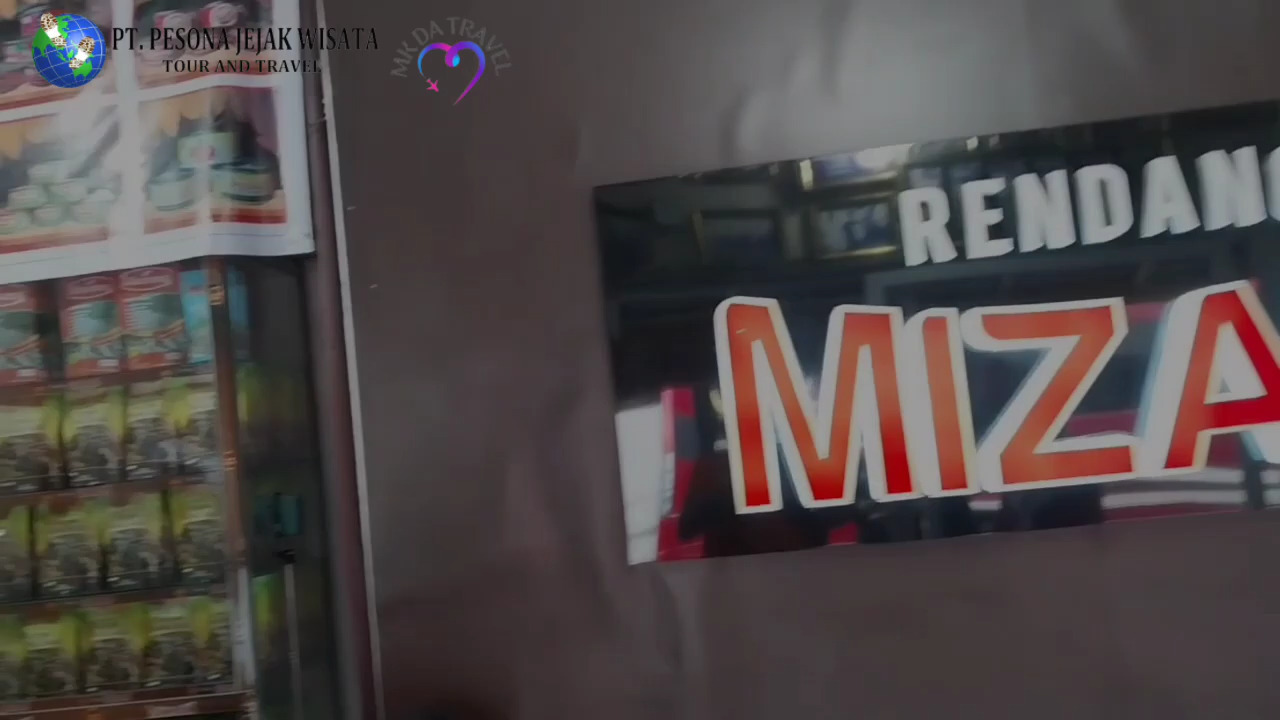 PT. PESONA JEJAK WISATA
TOUR AND TRAVEL
MK DA TRAVEL
RENDANG
MIZA